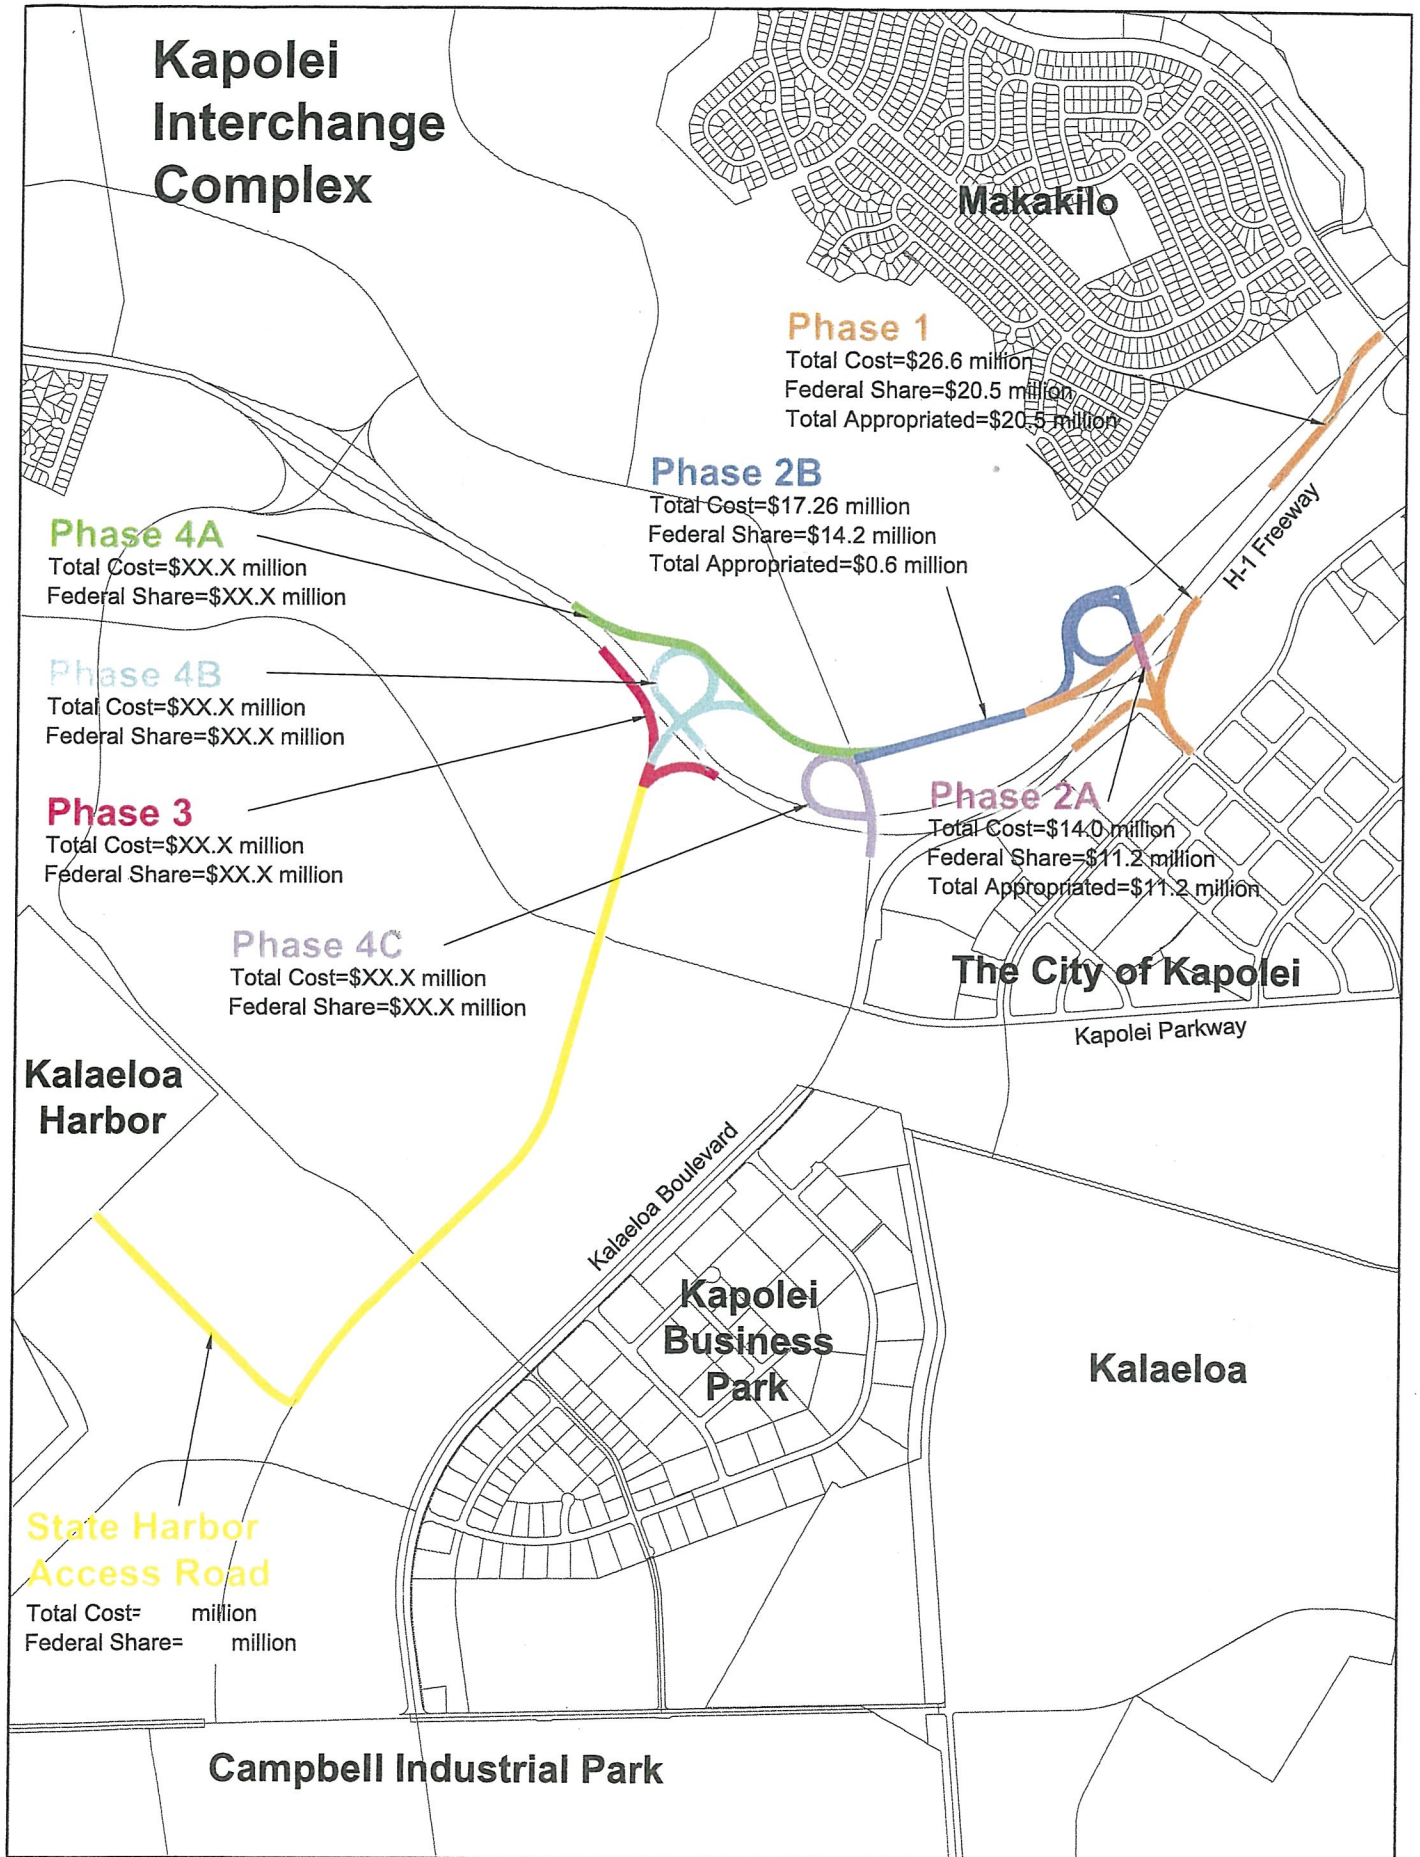 Kapolei
Interchange
Complex
Makakilo
Phase 1
Total Cost=$26.6 million
Federal Share=$20.5 million
Total Appropriated=$20.5 million
Phase 2B
Total Cost=$17.26 million
Federal Share=$14.2 million
Total Appropriated=$0.6 million
H-1 Freeway
Phase 4A
Total Cost=$XX.X million
Federal Share=$XX.X million
Phase 4B
Total Cost=$XX.X million
Federal Share=$XX.X million
Phase 3
Total Cost=$XX.X million
Federal Share=$XX.X million
Phase 2A
Total Cost=$14.0 million
Federal Share=$11.2 million
Total Appropriated=$11.2 million
Phase 4C
Total Cost=$XX.X million
Federal Share=$XX.X million
The City of Kapolei
Kapolei Parkway
Kalaeloa
Harbor
Kalaeloa Boulevard
Kapolei
Business
Park
Kalaeloa
State Harbor
Access Road
Total Cost= million
Federal Share= million
Campbell Industrial Park